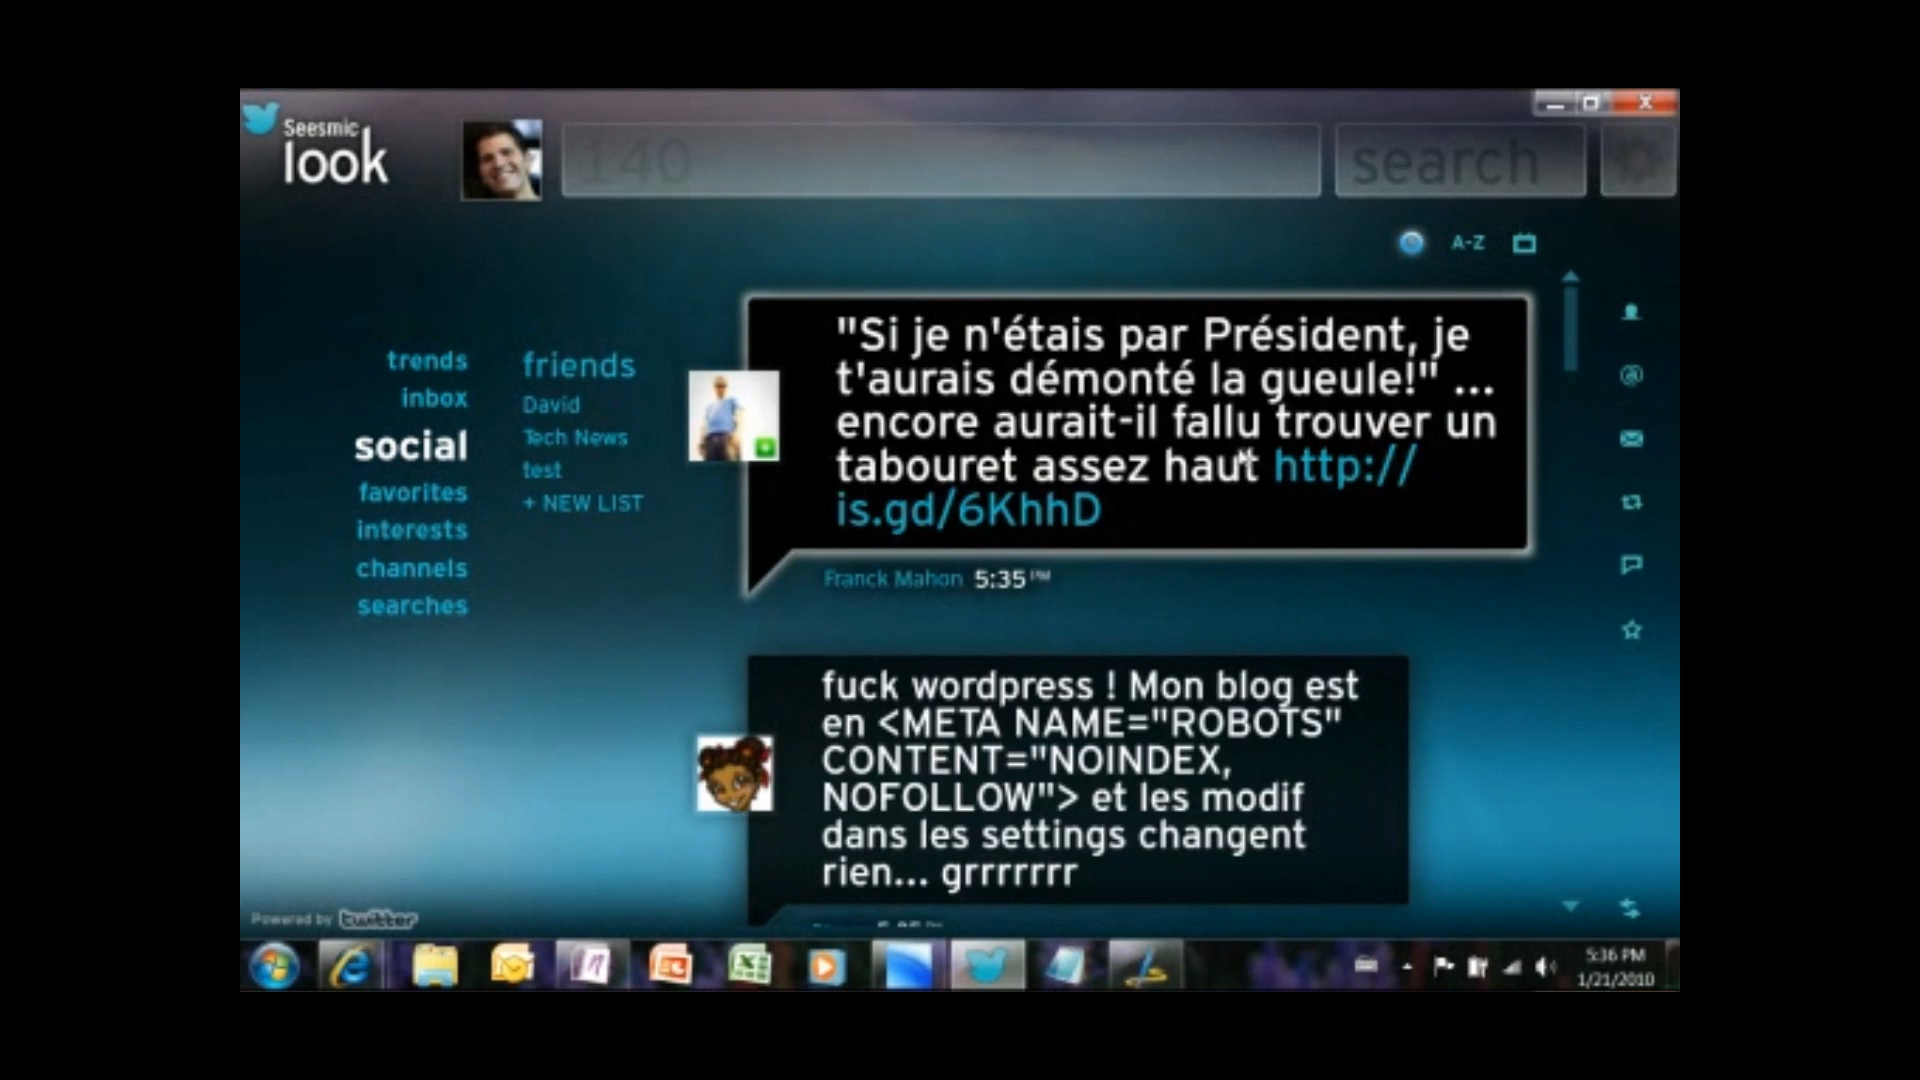 Seesmic
look
140
search
A-Z
trends
inbox
social
favorites
interests
channels
searches
friends
David
Tech News
test
+ NEW LIST
"Si je n'étais par Président, je
t'aurais démonté la gueule!" ...
encore aurait-il fallu trouver un
tabouret assez haut http://
is.gd/6KhhD
Franck Mahon 5:35 PM
fuck wordpress ! Mon blog est
en <META NAME="ROBOTS"
CONTENT="NOINDEX,
NOFOLLOW"> et les modif
dans les settings changent
rien... grrrrrrr
Powered by twitter
5:36 PM
1/21/2010